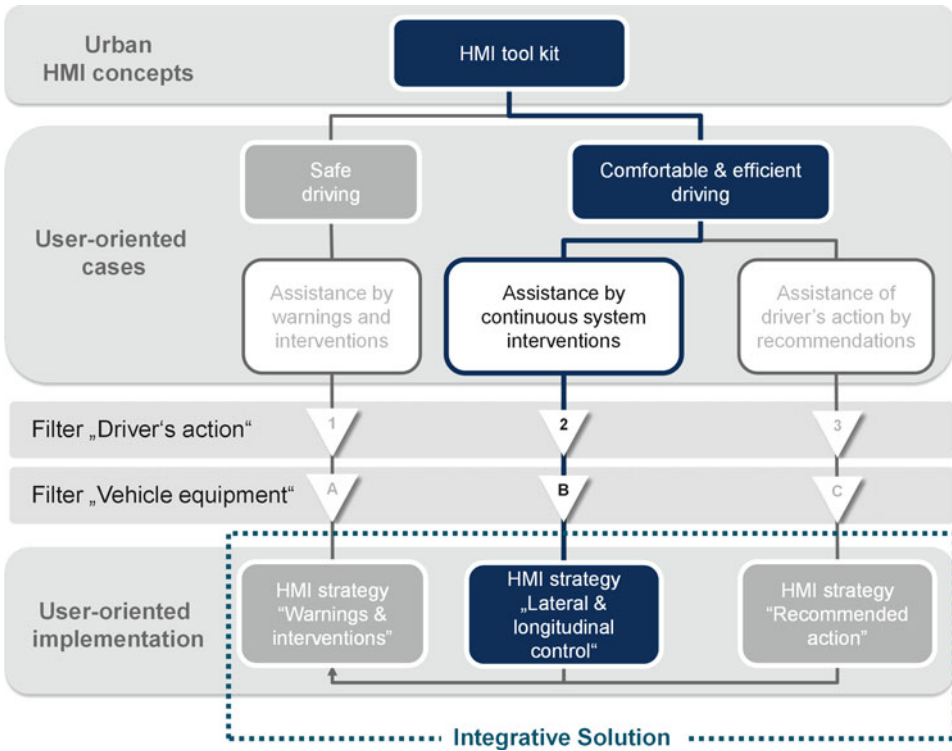 Urban
HMI concepts
HMI tool kit
Safe
driving
Comfortable & efficient
driving
User-oriented
cases
Assistance by
warnings and
interventions
Assistance by
continuous system
interventions
Assistance of
driver's action by
recommendations
Filter „Driver‘s action“
1
2
3
Filter „Vehicle equipment“
A
B
C
User-oriented
implementation
HMI strategy
“Warnings &
interventions”
HMI strategy
„Lateral &
longitudinal
control“
HMI strategy
“Recommended
action”
Integrative Solution